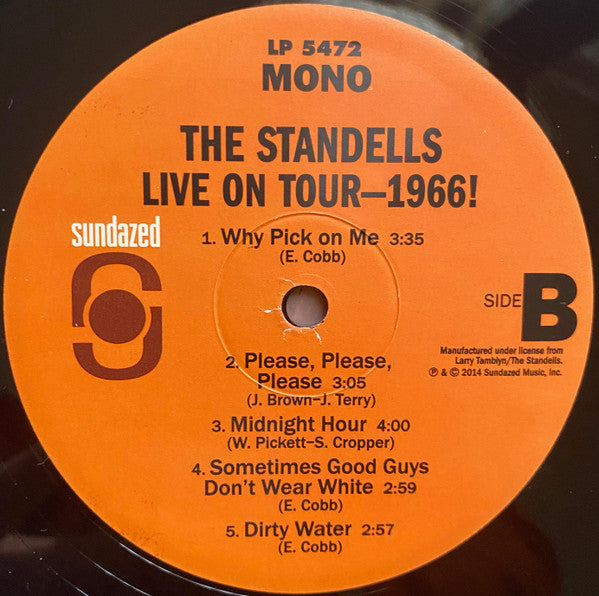 LP 5472
MONO
THE STANDELLS
LIVE ON TOUR—1966!
sundazed
1. Why Pick on Me 3:35
(E. Cobb)
SIDE B
Manufactured under license from
Larry Tamblyn/The Standells.
℗ & © 2014 Sundazed Music, Inc.
2. Please, Please,
Please 3:05
(J. Brown–J. Terry)
3. Midnight Hour 4:00
(W. Pickett–S. Cropper)
4. Sometimes Good Guys
Don't Wear White 2:59
(E. Cobb)
5. Dirty Water 2:57
(E. Cobb)